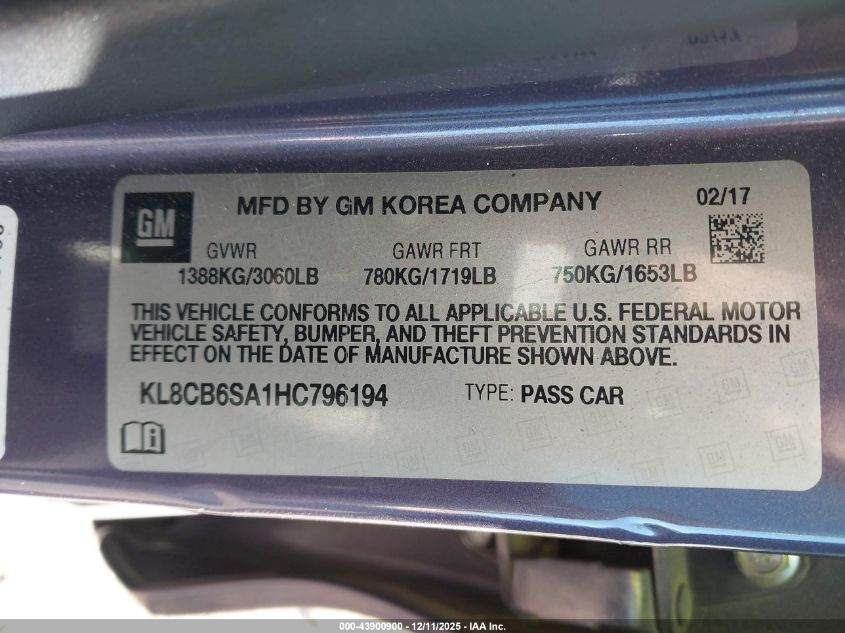 GM
MFD BY GM KOREA COMPANY
02/17
GVWR GAWR FRT GAWR RR
1388KG/3060LB 780KG/1719LB 750KG/1653LB
THIS VEHICLE CONFORMS TO ALL APPLICABLE U.S. FEDERAL MOTOR
VEHICLE SAFETY, BUMPER, AND THEFT PREVENTION STANDARDS IN
EFFECT ON THE DATE OF MANUFACTURE SHOWN ABOVE.
KL8CB6SA1HC796194 TYPE: PASS CAR
000-43900900 - 12/11/2025 - IAA Inc.